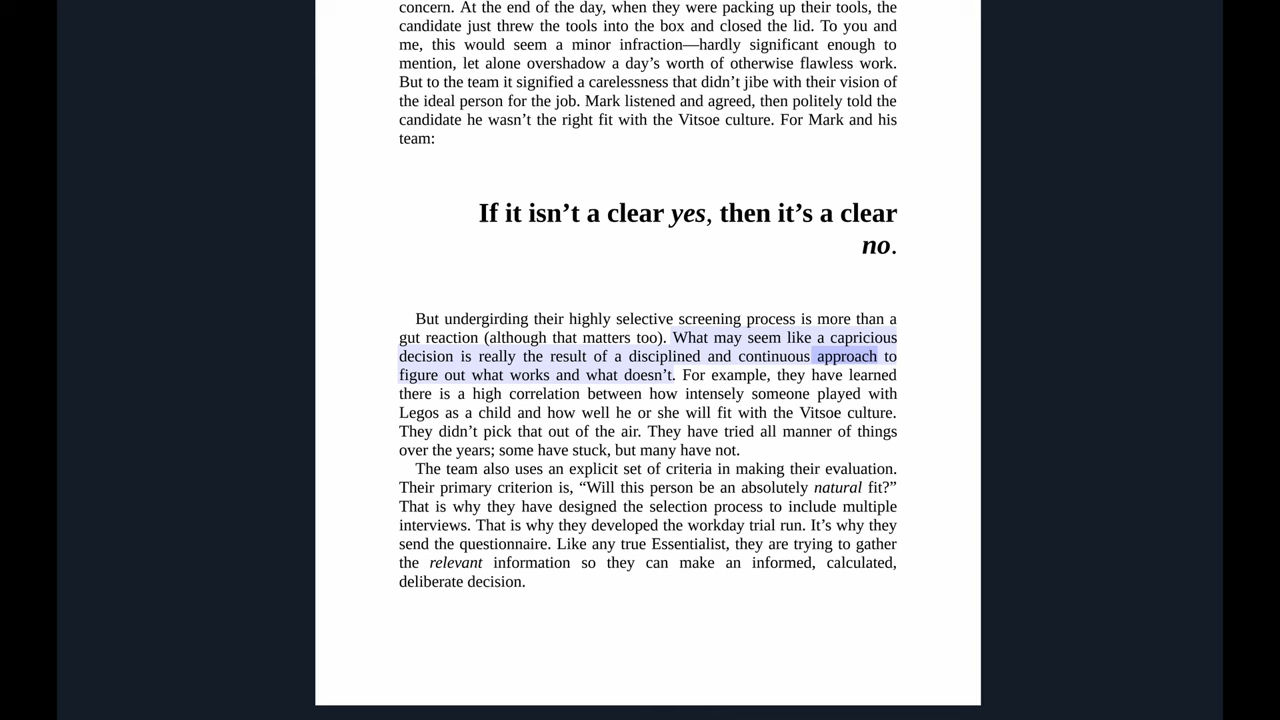 concern. At the end of the day, when they were packing up their tools, the
candidate just threw the tools into the box and closed the lid. To you and
me, this would seem a minor infraction—hardly significant enough to
mention, let alone overshadow a day’s worth of otherwise flawless work.
But to the team it signified a carelessness that didn’t jibe with their vision of
the ideal person for the job. Mark listened and agreed, then politely told the
candidate he wasn’t the right fit with the Vitsoe culture. For Mark and his
team:
If it isn’t a clear yes, then it’s a clear
no.
But undergirding their highly selective screening process is more than a
gut reaction (although that matters too). What may seem like a capricious
decision is really the result of a disciplined and continuous approach to
figure out what works and what doesn’t. For example, they have learned
there is a high correlation between how intensely someone played with
Legos as a child and how well he or she will fit with the Vitsoe culture.
They didn’t pick that out of the air. They have tried all manner of things
over the years; some have stuck, but many have not.
The team also uses an explicit set of criteria in making their evaluation.
Their primary criterion is, “Will this person be an absolutely natural fit?”
That is why they have designed the selection process to include multiple
interviews. That is why they developed the workday trial run. It’s why they
send the questionnaire. Like any true Essentialist, they are trying to gather
the relevant information so they can make an informed, calculated,
deliberate decision.